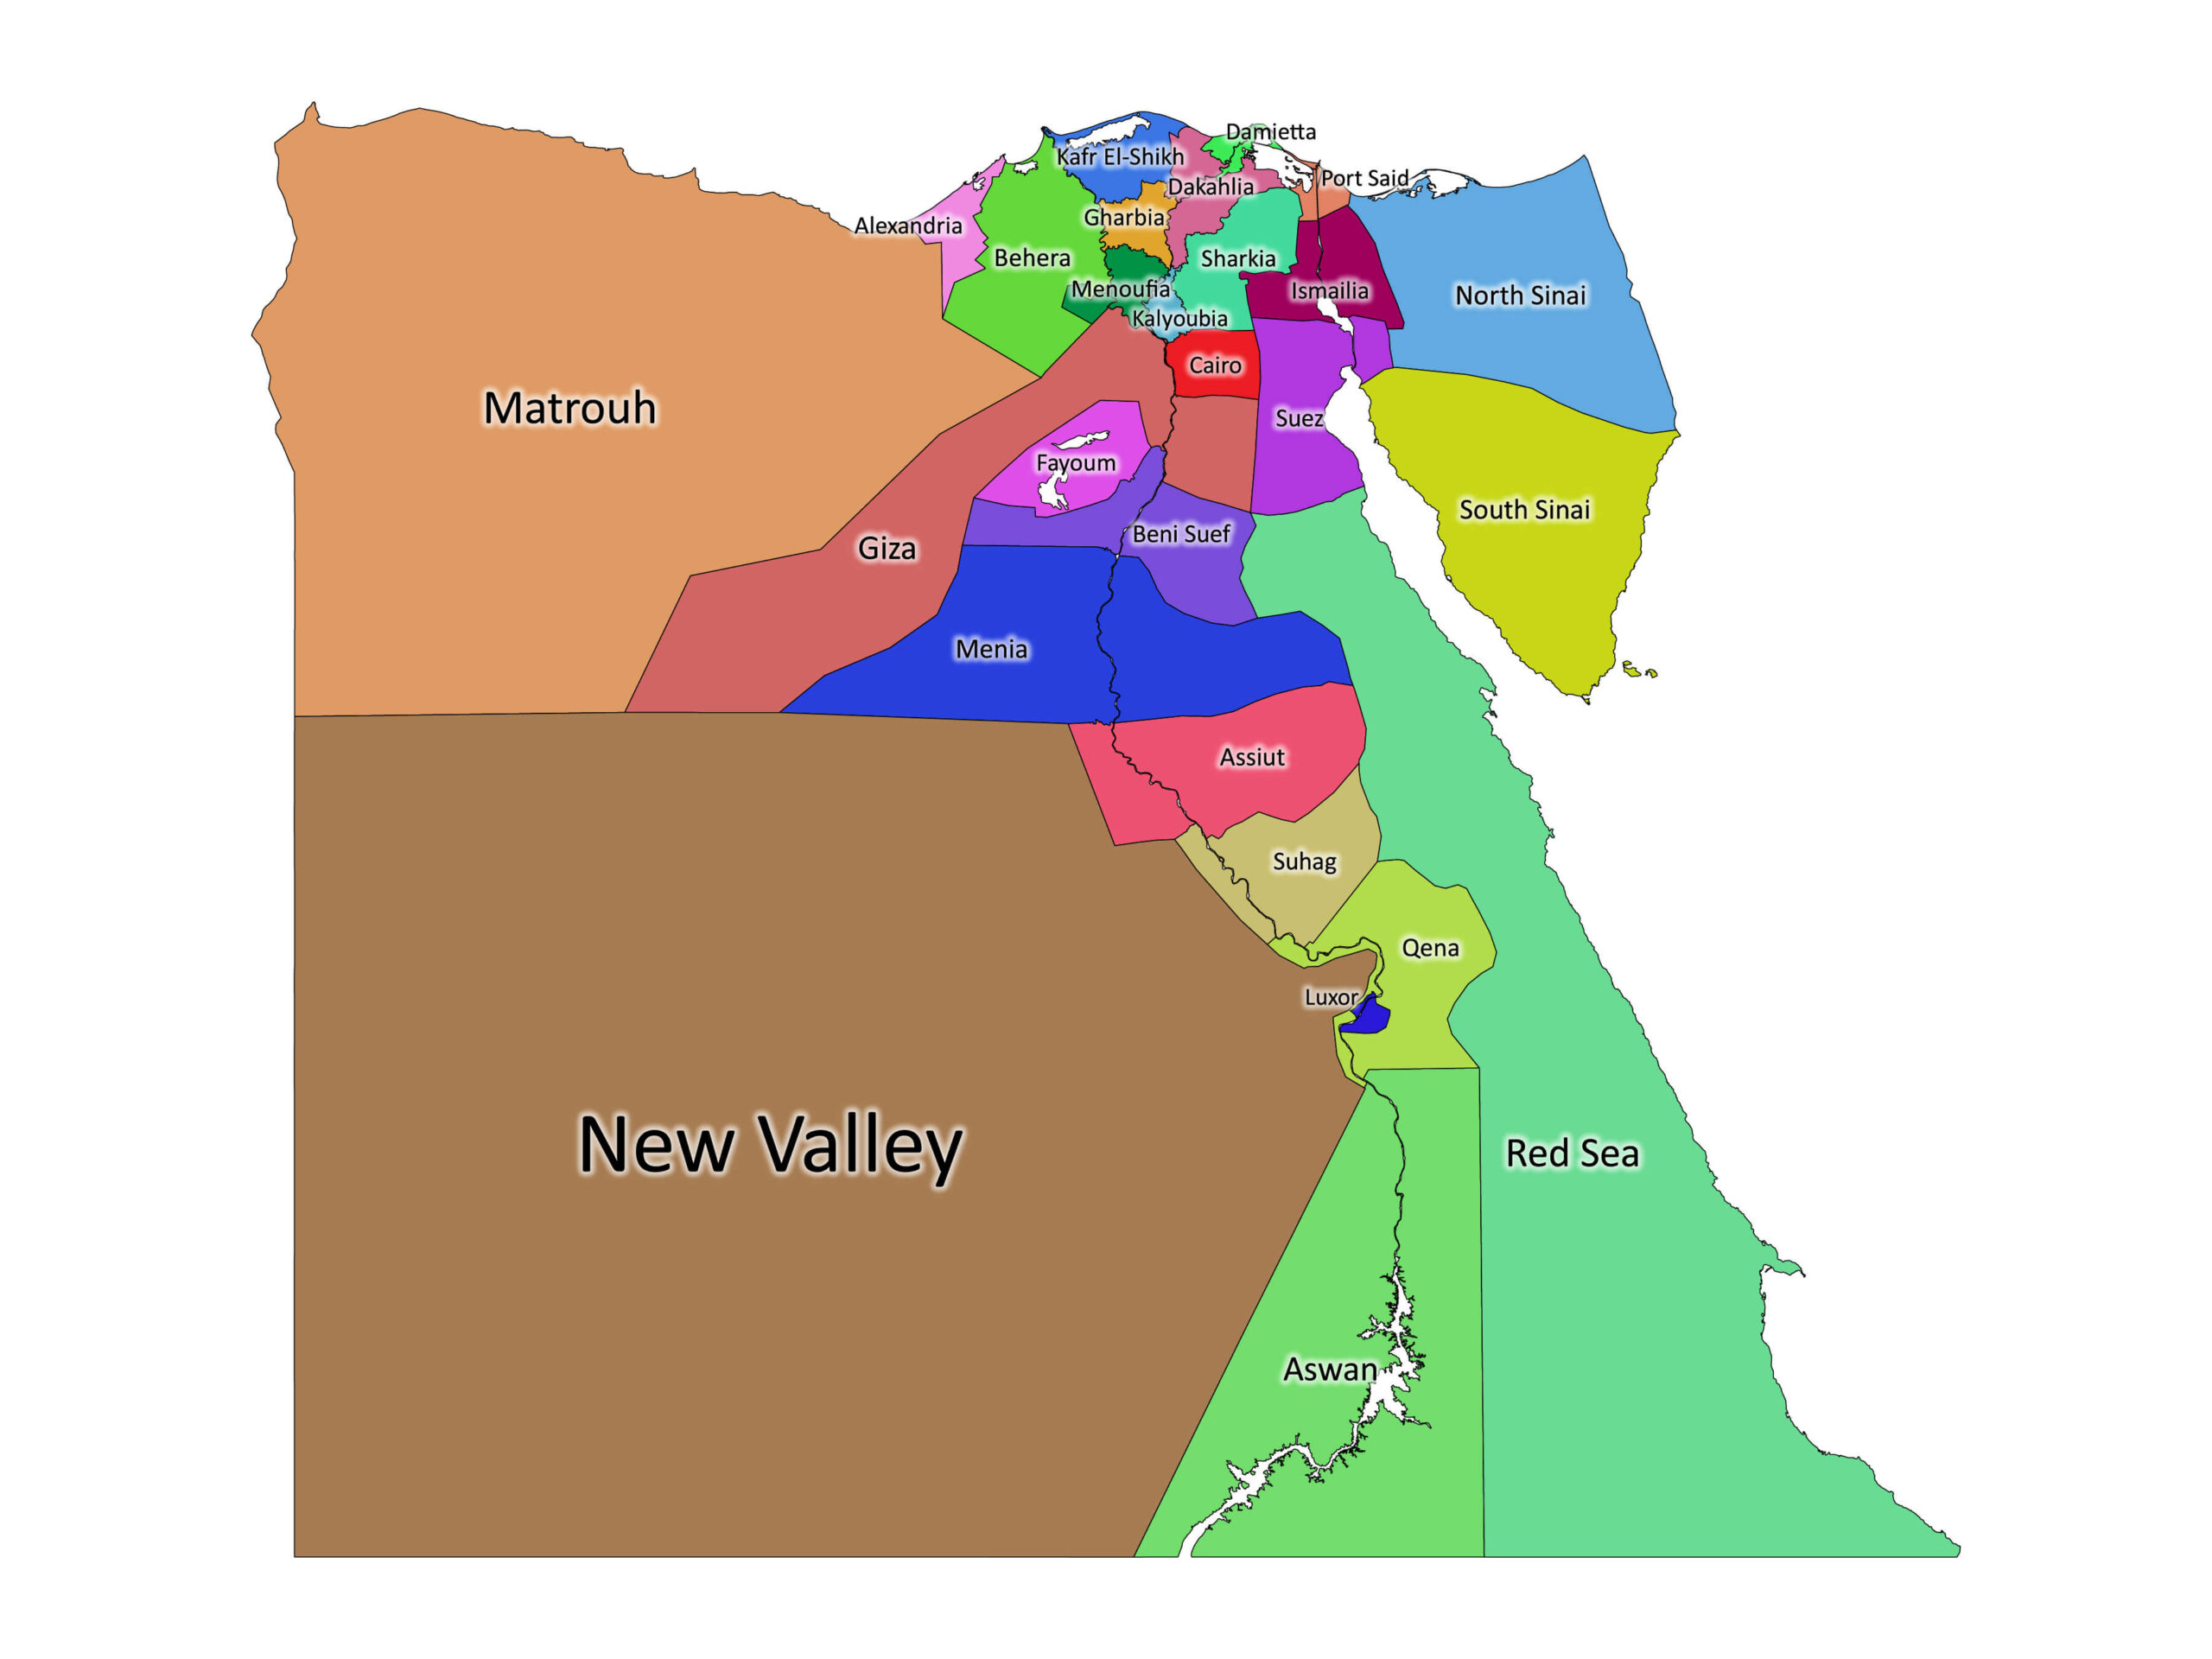 Damietta
Kafr El-Shikh
Port Said
Dakahlia
Alexandria
Gharbia
Behera
Sharkia
Menoufia
Ismailia
North Sinai
Kalyoubia
Cairo
Matrouh
Suez
Fayoum
South Sinai
Beni Suef
Giza
Menia
Assiut
Suhag
Qena
Luxor
New Valley
Red Sea
Aswan